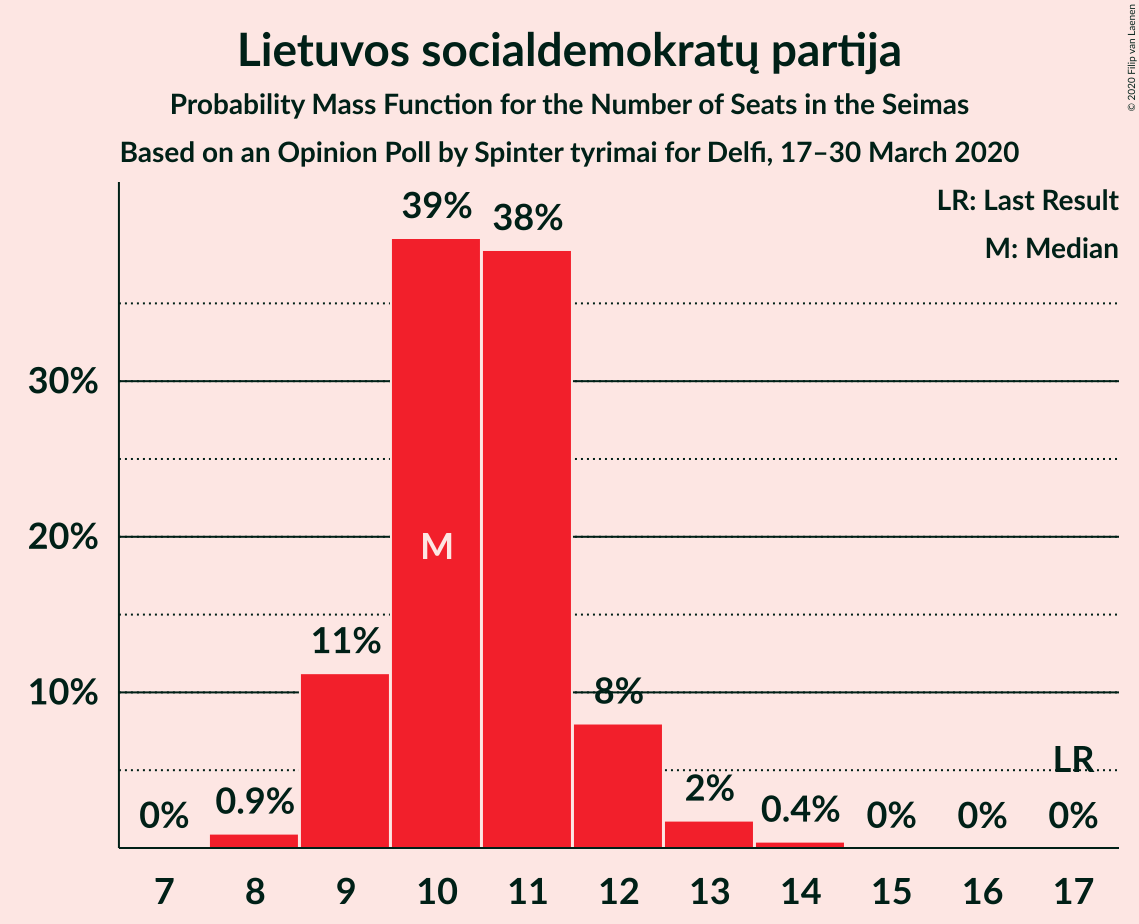 Lietuvos socialdemokratų partija
Probability Mass Function for the Number of Seats in the Seimas
Based on an Opinion Poll by Spinter tyrimai for Delfi, 17–30 March 2020
© 2020 Filip van Laenen
LR: Last Result
M: Median
39%
38%
30%
20%
M
11%
10%
8%
LR
0%
0.9%
2%
0.4%
0%
0%
0%
7 8 9 10 11 12 13 14 15 16 17